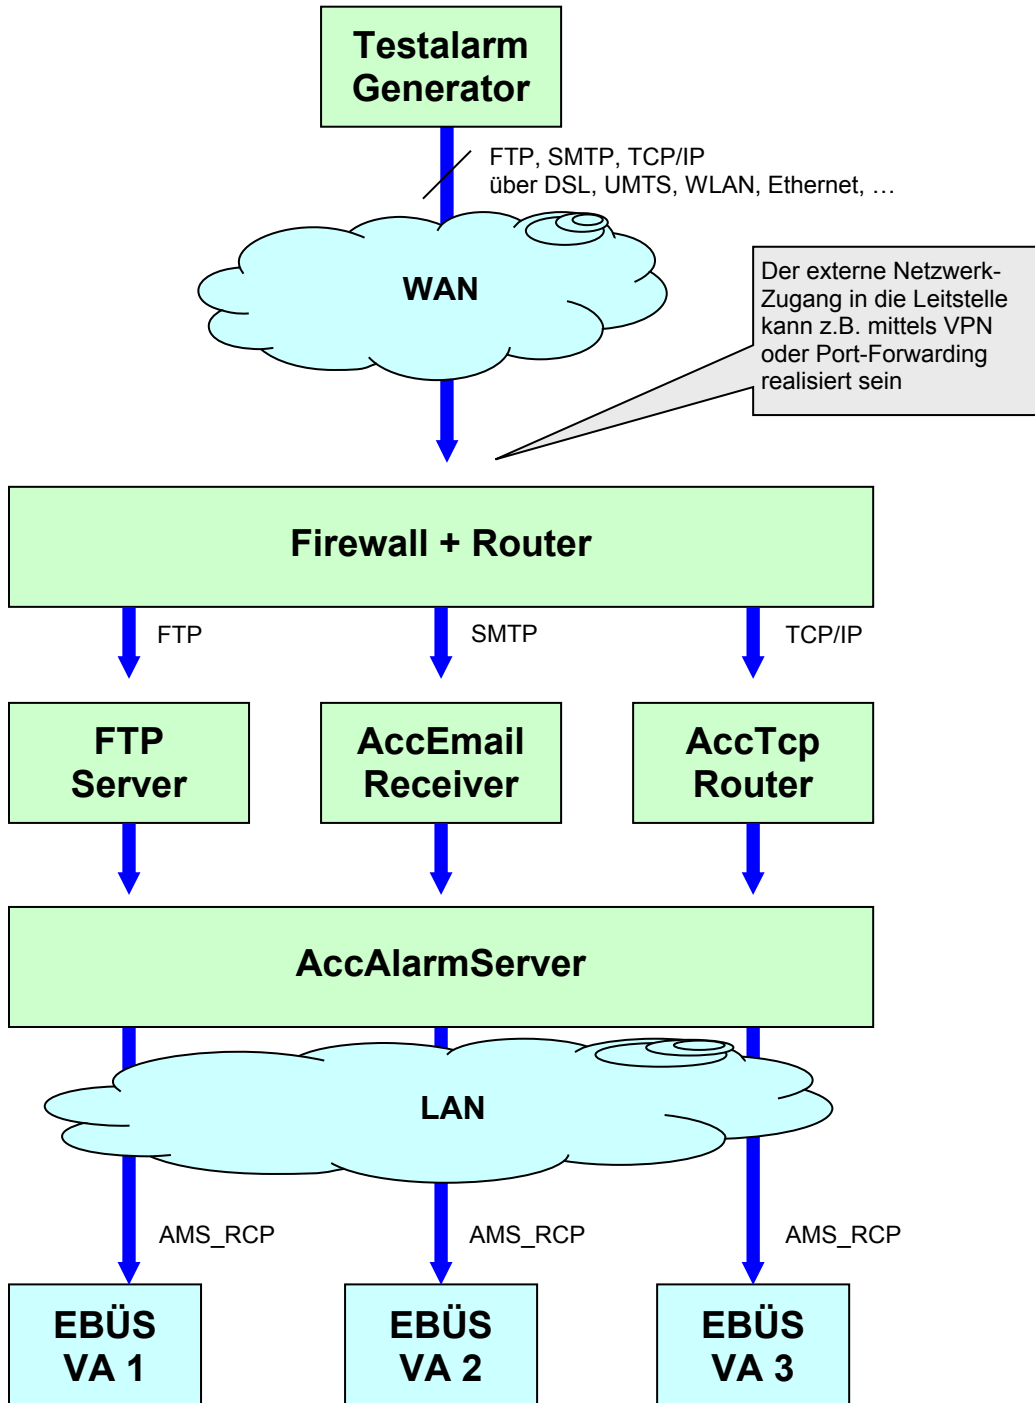 Testalarm
Generator
FTP, SMTP, TCP/IP
über DSL, UMTS, WLAN, Ethernet, …
WAN
Der externe Netzwerk-
Zugang in die Leitstelle
kann z.B. mittels VPN
oder Port-Forwarding
realisiert sein
Firewall + Router
FTP
SMTP
TCP/IP
FTP
Server
AccEmail
Receiver
AccTcp
Router
AccAlarmServer
LAN
AMS_RCP
AMS_RCP
AMS_RCP
EBÜS
VA 1
EBÜS
VA 2
EBÜS
VA 3